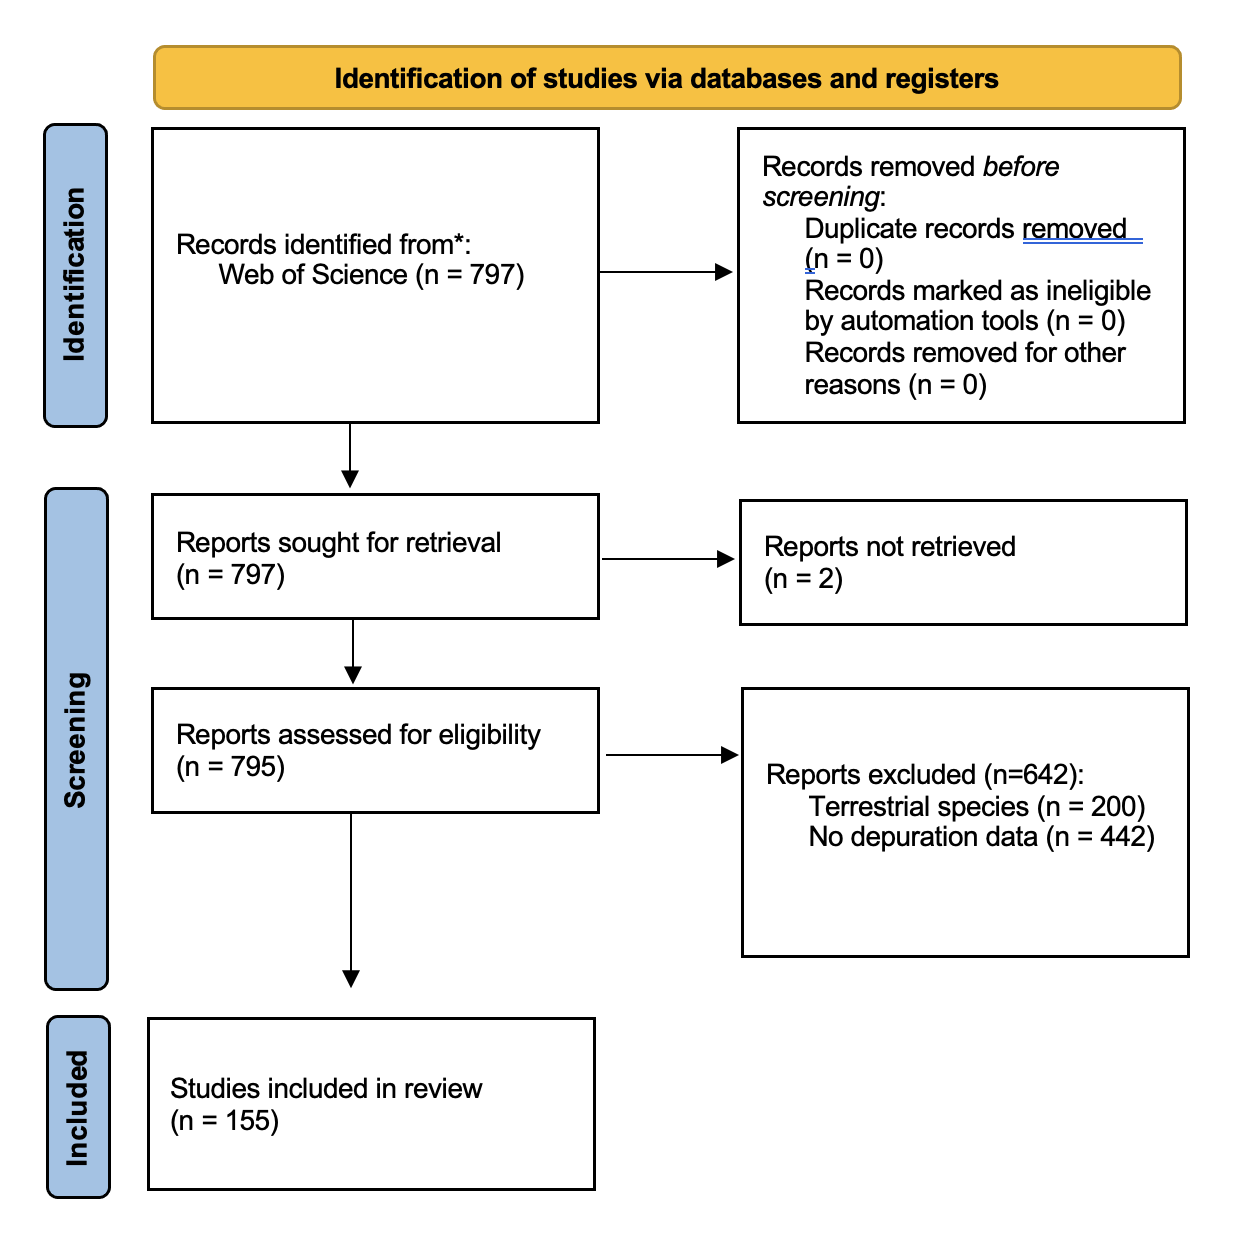 Identification of studies via databases and registers
Identification
Records identified from*:
Web of Science (n = 797)
Records removed before
screening:
Duplicate records removed
(n = 0)
Records marked as ineligible
by automation tools (n = 0)
Records removed for other
reasons (n = 0)
Screening
Reports sought for retrieval
(n = 797)
Reports not retrieved
(n = 2)
Reports assessed for eligibility
(n = 795)
Reports excluded (n=642):
Terrestrial species (n = 200)
No depuration data (n = 442)
Included
Studies included in review
(n = 155)